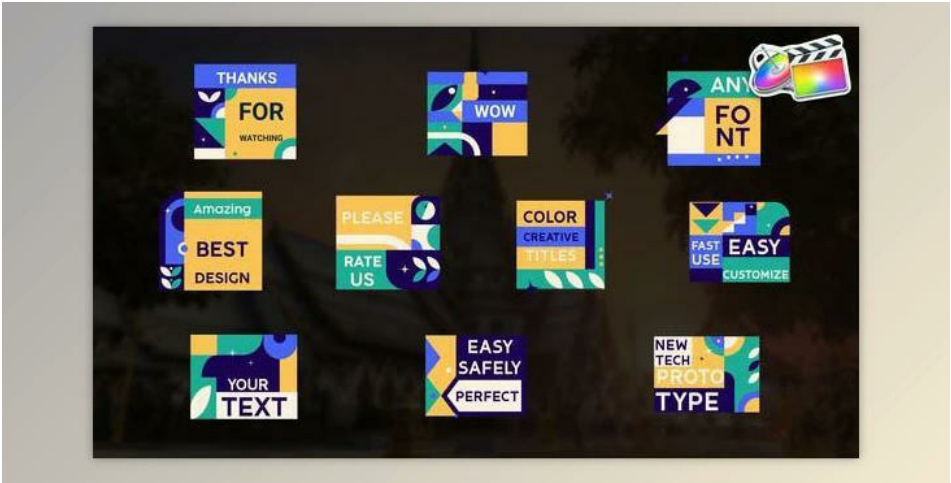 THANKS
FOR
WATCHING
WOW
ANY
FO
NT
Amazing
BEST
DESIGN
PLEASE
RATE
US
COLOR
CREATIVE
TITLES
FAST
USE
EASY
CUSTOMIZE
YOUR
TEXT
EASY
SAFELY
PERFECT
NEW
TECH
PROTO
TYPE